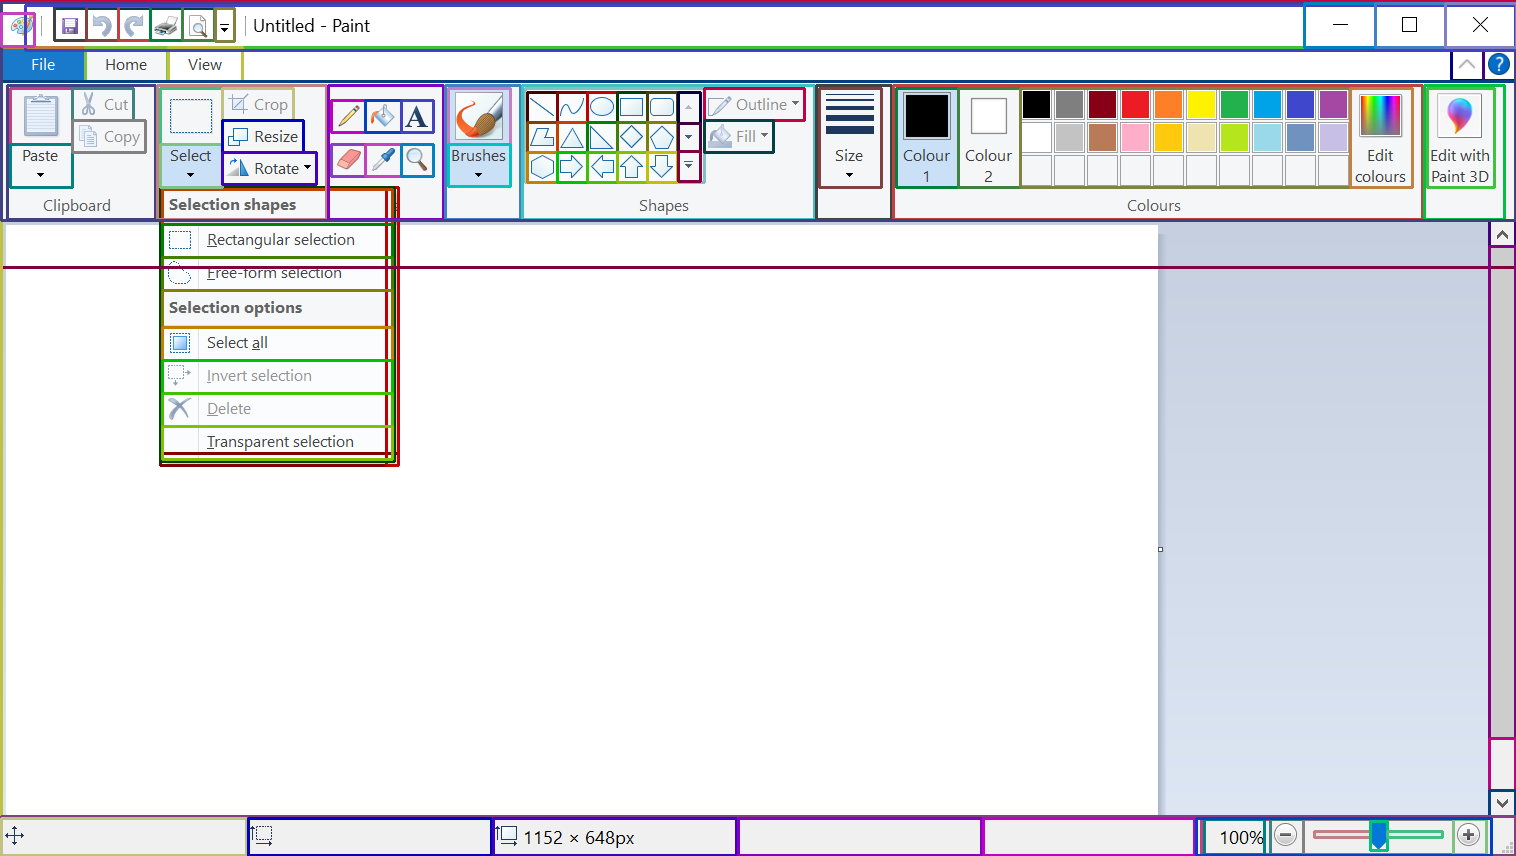 Untitled - Paint
File Home View
Paste
Cut
Copy
Clipboard
Select
Crop
Resize
Rotate
A
Brushes
Shapes
Outline
Fill
Size
Colour 1
Colour 2
Colours
Edit colours
Edit with Paint 3D
Selection shapes
Rectangular selection
Free-form selection
Selection options
Select all
Invert selection
Delete
Transparent selection
1152 × 648px
100%